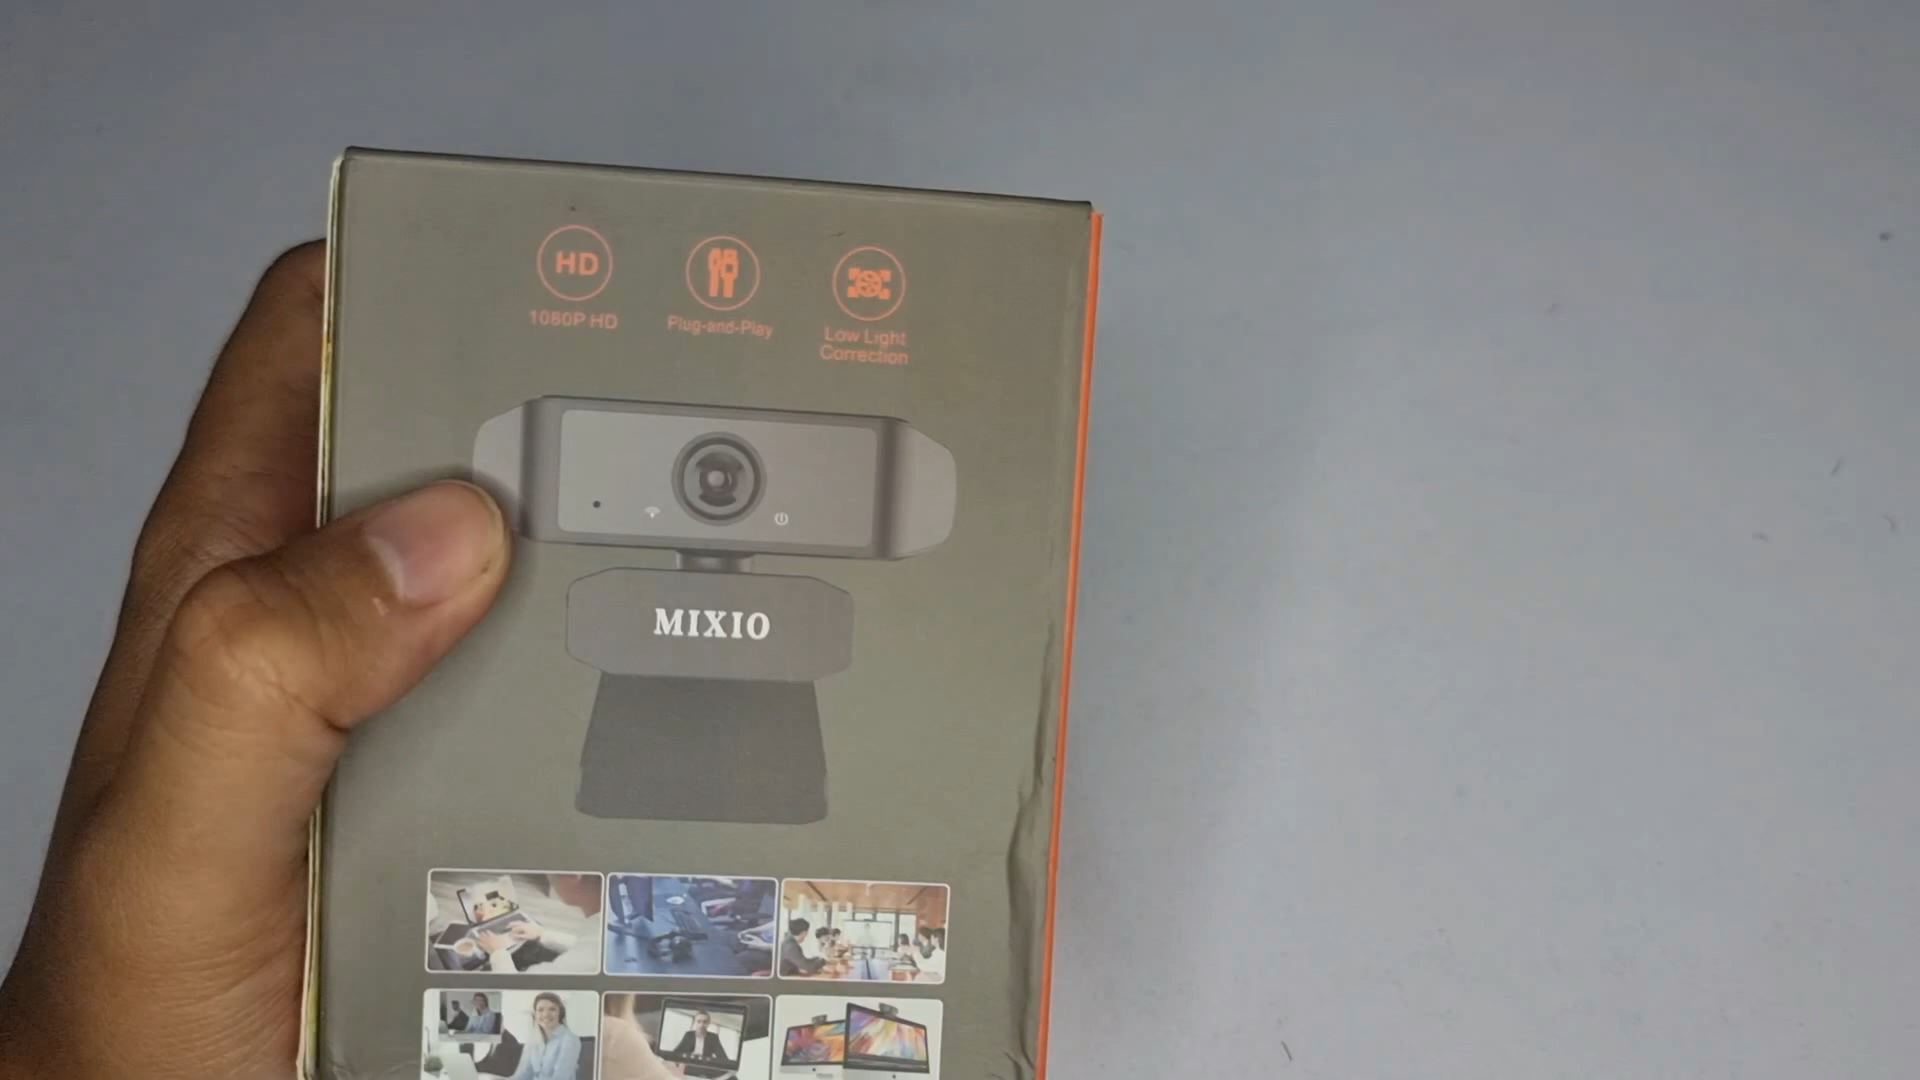 HD
1080P HD
Plug-and-Play
Low Light
Correction
MIXIO